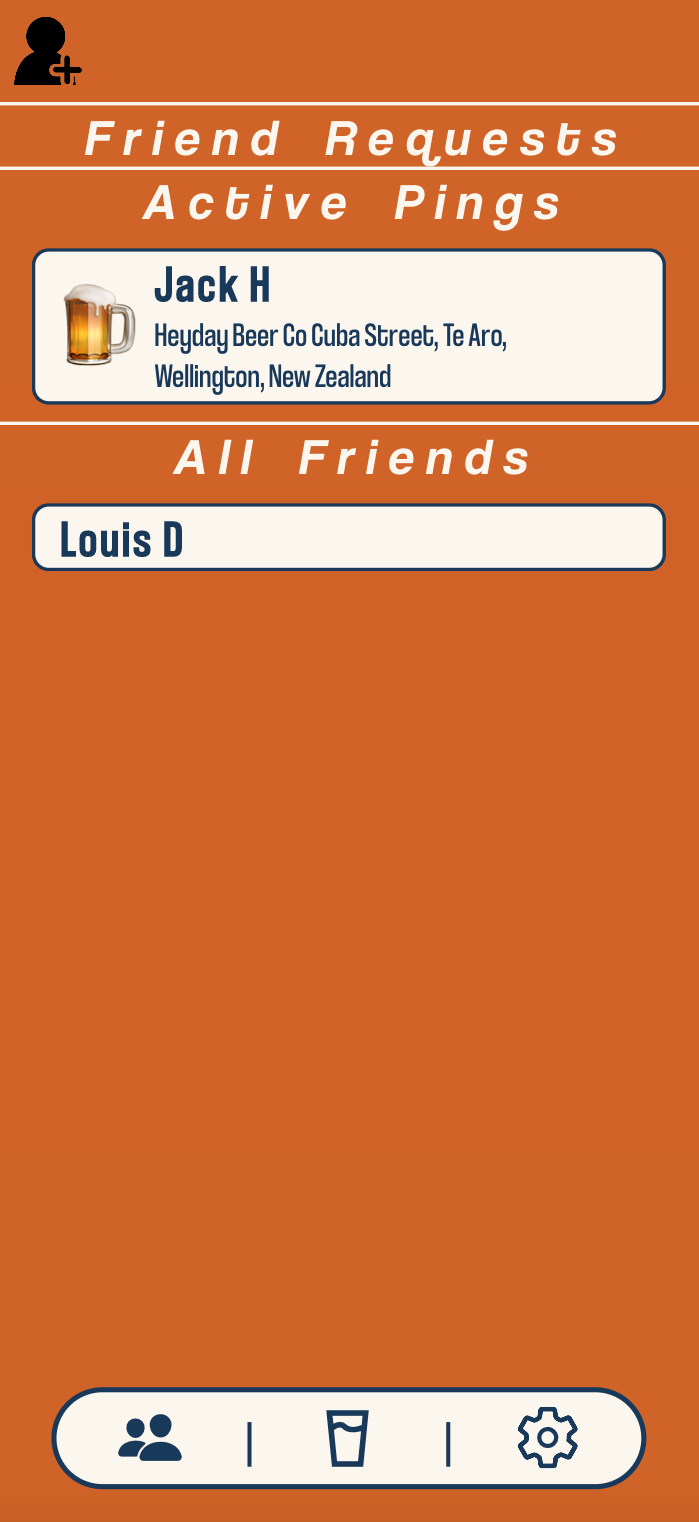 Friend Requests
Active Pings
Jack H
Heyday Beer Co Cuba Street, Te Aro,
Wellington, New Zealand
All Friends
Louis D